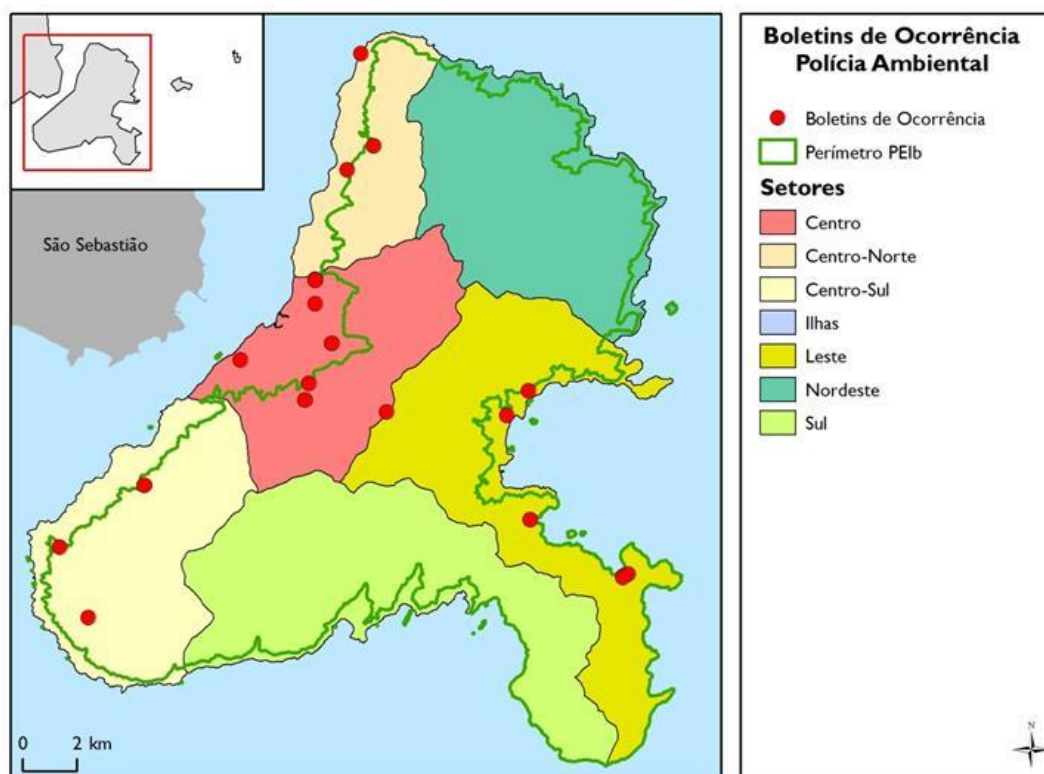 São Sebastião
0 2 km
Boletins de Ocorrência
Polícia Ambiental
Boletins de Ocorrência
Perímetro PEIb
Setores
Centro
Centro-Norte
Centro-Sul
Ilhas
Leste
Nordeste
Sul
N